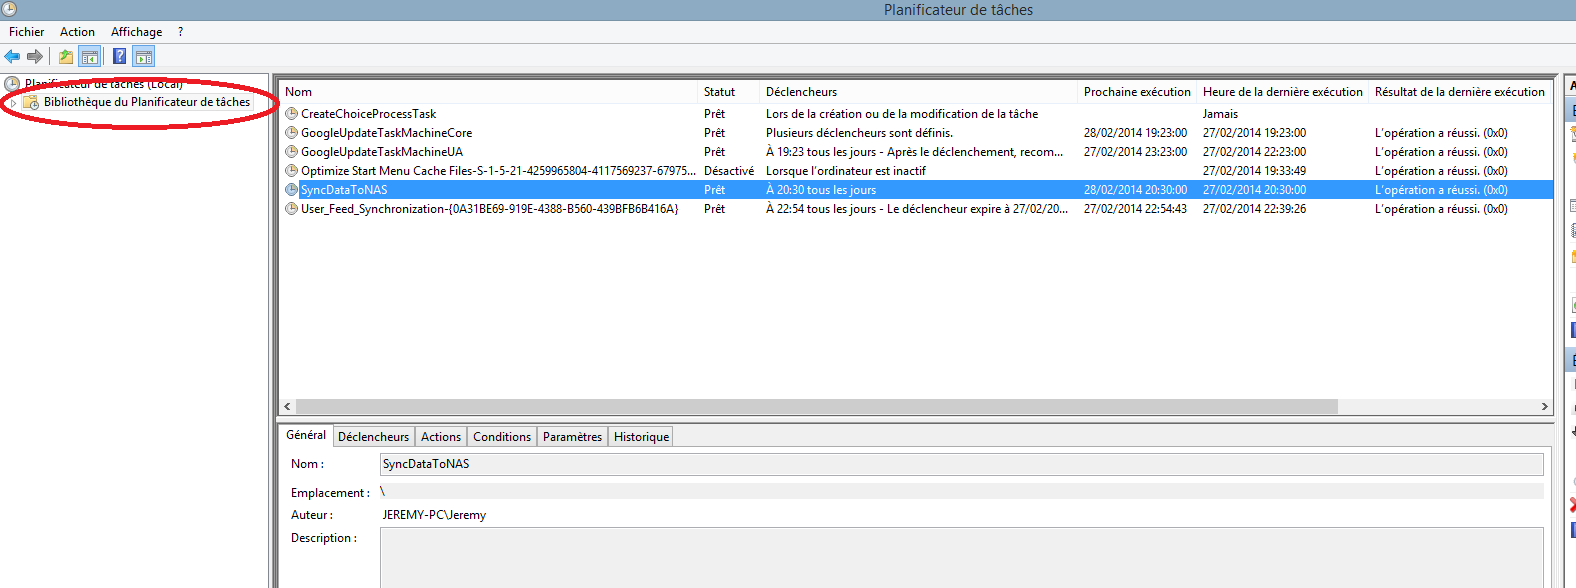 Planificateur de tâches
Fichier Action Affichage ?
Planificateur de tâches (Local)
Bibliothèque du Planificateur de tâches
Nom Statut Déclencheurs Prochaine exécution Heure de la dernière exécution Résultat de la dernière exécution
CreateChoiceProcessTask Prêt Lors de la création ou de la modification de la tâche Jamais
GoogleUpdateTaskMachineCore Prêt Plusieurs déclencheurs sont définis. 28/02/2014 19:23:00 27/02/2014 19:23:00 L'opération a réussi. (0x0)
GoogleUpdateTaskMachineUA Prêt À 19:23 tous les jours - Après le déclenchement, recom... 27/02/2014 23:23:00 27/02/2014 22:23:00 L'opération a réussi. (0x0)
Optimize Start Menu Cache Files-S-1-5-21-4259965804-4117569237-67975... Désactivé Lorsque l'ordinateur est inactif 27/02/2014 19:33:49 L'opération a réussi. (0x0)
SyncDataToNAS Prêt À 20:30 tous les jours 28/02/2014 20:30:00 27/02/2014 20:30:00 L'opération a réussi. (0x0)
User_Feed_Synchronization-{0A31BE69-919E-4388-B560-439BFB6B416A} Prêt À 22:54 tous les jours - Le déclencheur expire à 27/02/20... 27/02/2014 22:54:43 27/02/2014 22:39:26 L'opération a réussi. (0x0)
Général Déclencheurs Actions Conditions Paramètres Historique
Nom : SyncDataToNAS
Emplacement : \
Auteur : JEREMY-PC\Jeremy
Description :